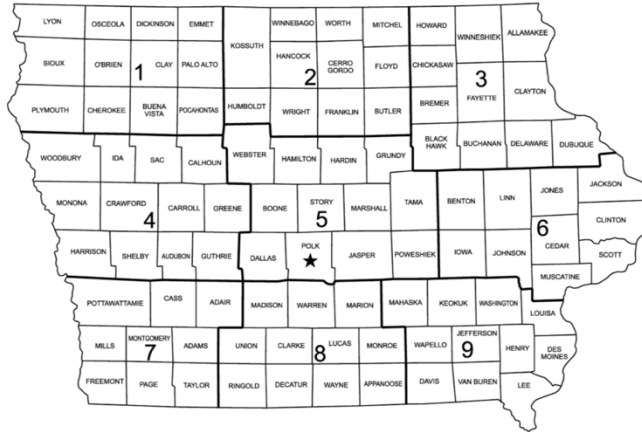 LYON OSCEOLA DICKINSON EMMET WINNEBAGO WORTH MITCHEL HOWARD WINNESHIEK ALLAMAKEE
KOSSUTH
SIOUX O'BRIEN 1 CLAY PALO ALTO HANCOCK 2 CERRO GORDO FLOYD CHICKASAW 3 FAYETTE CLAYTON
PLYMOUTH CHEROKEE BUENA VISTA POCAHONTAS HUMBOLDT WRIGHT FRANKLIN BUTLER BREMER
BLACK HAWK BUCHANAN DELAWARE DUBUQUE
WOODBURY IDA SAC CALHOUN WEBSTER HAMILTON HARDIN GRUNDY
BENTON LINN JONES JACKSON
MONONA CRAWFORD 4 CARROLL GREENE BOONE STORY 5 MARSHALL TAMA 6 CLINTON
HARRISON SHELBY AUDUBON GUTHRIE DALLAS POLK JASPER POWESHIEK IOWA JOHNSON CEDAR SCOTT
MUSCATINE
POTTAWATTAMIE CASS ADAIR MADISON WARREN MARION MAHASKA KEOKUK WASHINGTON LOUISA
MILLS MONTGOMERY 7 ADAMS UNION CLARKE 8 LUCAS MONROE WAPELLO 9 JEFFERSON HENRY DES MOINES
FREEMONT PAGE TAYLOR RINGOLD DECATUR WAYNE APPANOOSE DAVIS VAN BUREN LEE